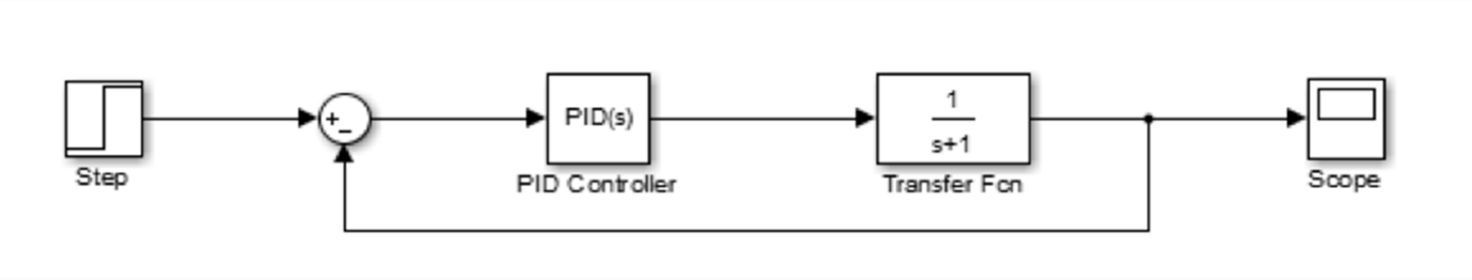 +
−
PID(s)
1
s+1
Step
PID Controller
Transfer Fcn
Scope